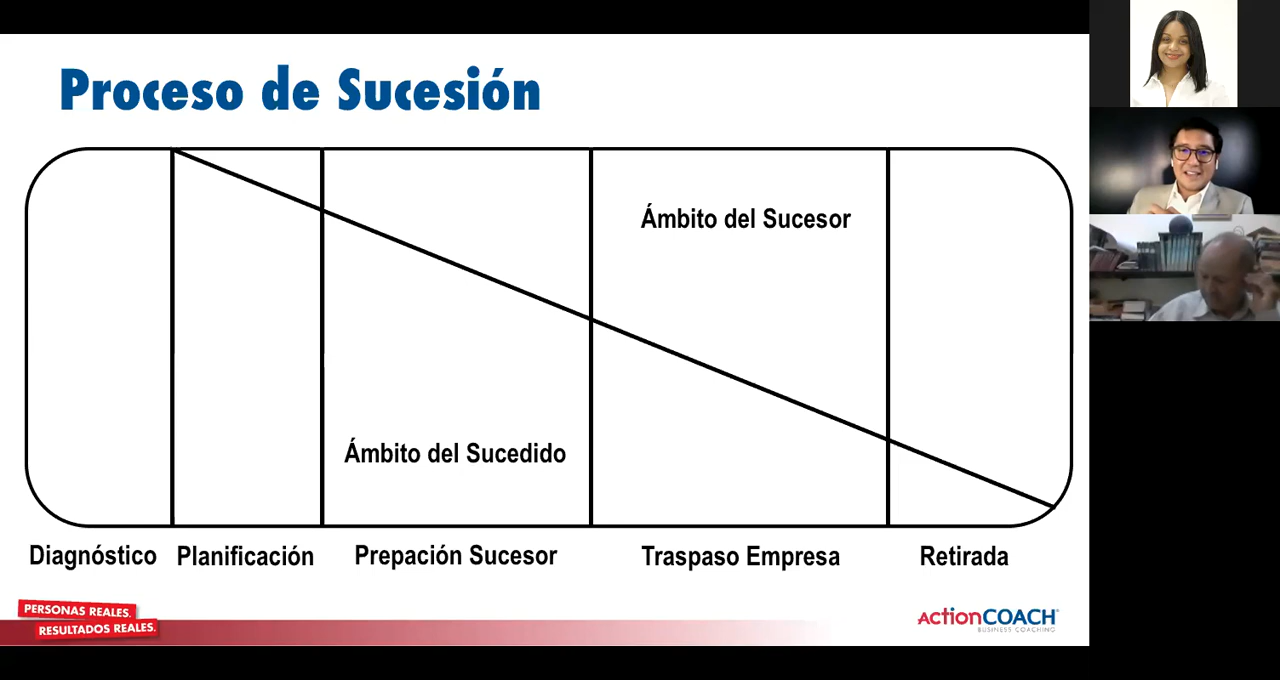 Proceso de Sucesión
Ámbito del Sucesor
Ámbito del Sucedido
Diagnóstico
Planificación
Prepación Sucesor
Traspaso Empresa
Retirada
PERSONAS REALES.
RESULTADOS REALES.
ActionCOACH
BUSINESS COACHING